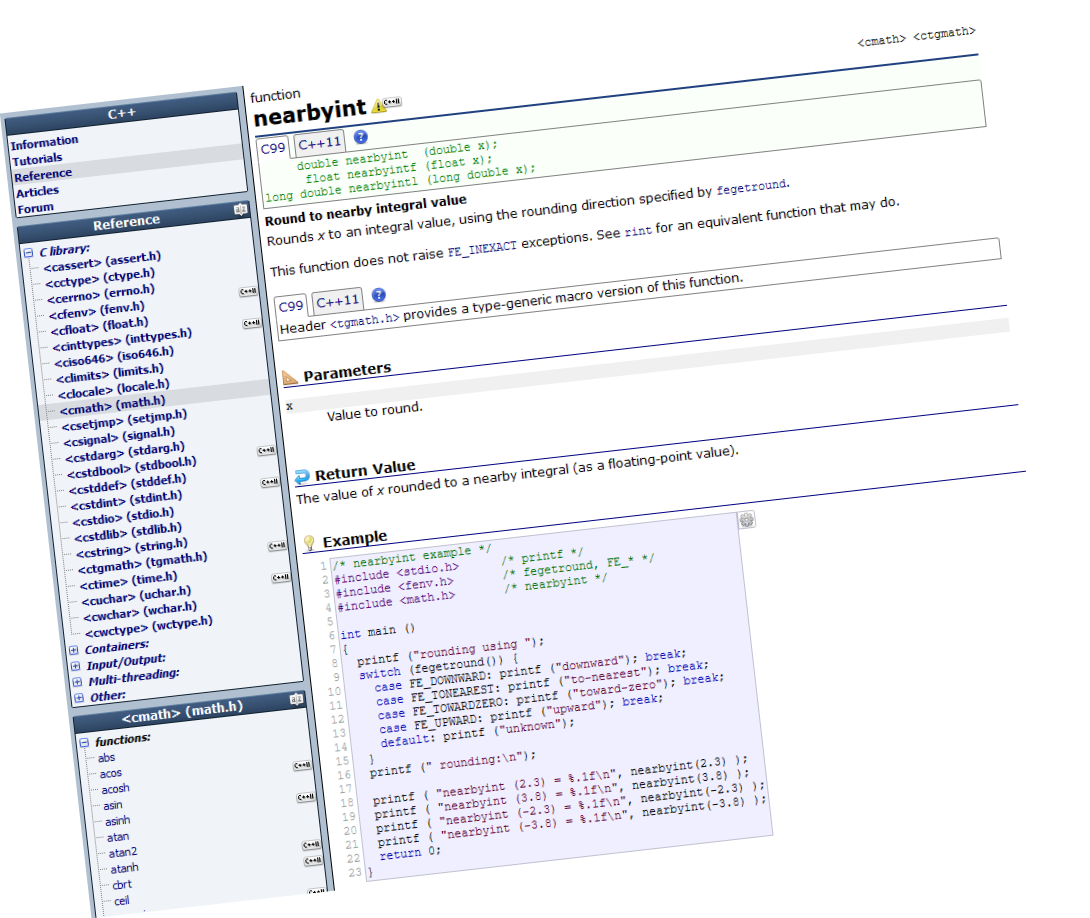 <cmath> <ctgmath>
C++
Information
Tutorials
Reference
Articles
Forum
Reference
C library:
<cassert> (assert.h)
<cctype> (ctype.h)
<cerrno> (errno.h)
<cfenv> (fenv.h)
C++11
<cfloat> (float.h)
<cinttypes> (inttypes.h)
C++11
<ciso646> (iso646.h)
<climits> (limits.h)
<clocale> (locale.h)
<cmath> (math.h)
<csetjmp> (setjmp.h)
<csignal> (signal.h)
<cstdarg> (stdarg.h)
<cstdbool> (stdbool.h)
C++11
<cstddef> (stddef.h)
<cstdint> (stdint.h)
C++11
<cstdio> (stdio.h)
<cstdlib> (stdlib.h)
<cstring> (string.h)
<ctgmath> (tgmath.h)
C++11
<ctime> (time.h)
<cuchar> (uchar.h)
C++11
<cwchar> (wchar.h)
<cwctype> (wctype.h)
Containers:
Input/Output:
Multi-threading:
Other:
<cmath> (math.h)
functions:
abs
acos
acosh
C++11
asin
asinh
C++11
atan
atan2
atanh
C++11
cbrt
C++11
ceil
C++11
function
nearbyint
C++11
C99 C++11 ?
double nearbyint (double x);
float nearbyintf (float x);
long double nearbyintl (long double x);
Round to nearby integral value
Rounds x to an integral value, using the rounding direction specified by fegetround.
This function does not raise FE_INEXACT exceptions. See rint for an equivalent function that may do.
C99 C++11 ?
Header <tgmath.h> provides a type-generic macro version of this function.
Parameters
x
Value to round.
Return Value
The value of x rounded to a nearby integral (as a floating-point value).
Example
1 /* nearbyint example */
2 #include <stdio.h> /* printf */
3 #include <fenv.h> /* fegetround, FE_* */
4 #include <math.h> /* nearbyint */
5
6 int main ()
7 {
8 printf ("rounding using ");
9 switch (fegetround()) {
10 case FE_DOWNWARD: printf ("downward"); break;
11 case FE_TONEAREST: printf ("to-nearest"); break;
12 case FE_TOWARDZERO: printf ("toward-zero"); break;
13 case FE_UPWARD: printf ("upward"); break;
14 default: printf ("unknown");
15 }
16 printf (" rounding:\n");
17
18 printf ( "nearbyint (2.3) = %.1f\n", nearbyint(2.3) );
19 printf ( "nearbyint (3.8) = %.1f\n", nearbyint(3.8) );
20 printf ( "nearbyint (-2.3) = %.1f\n", nearbyint(-2.3) );
21 printf ( "nearbyint (-3.8) = %.1f\n", nearbyint(-3.8) );
22 return 0;
23 }